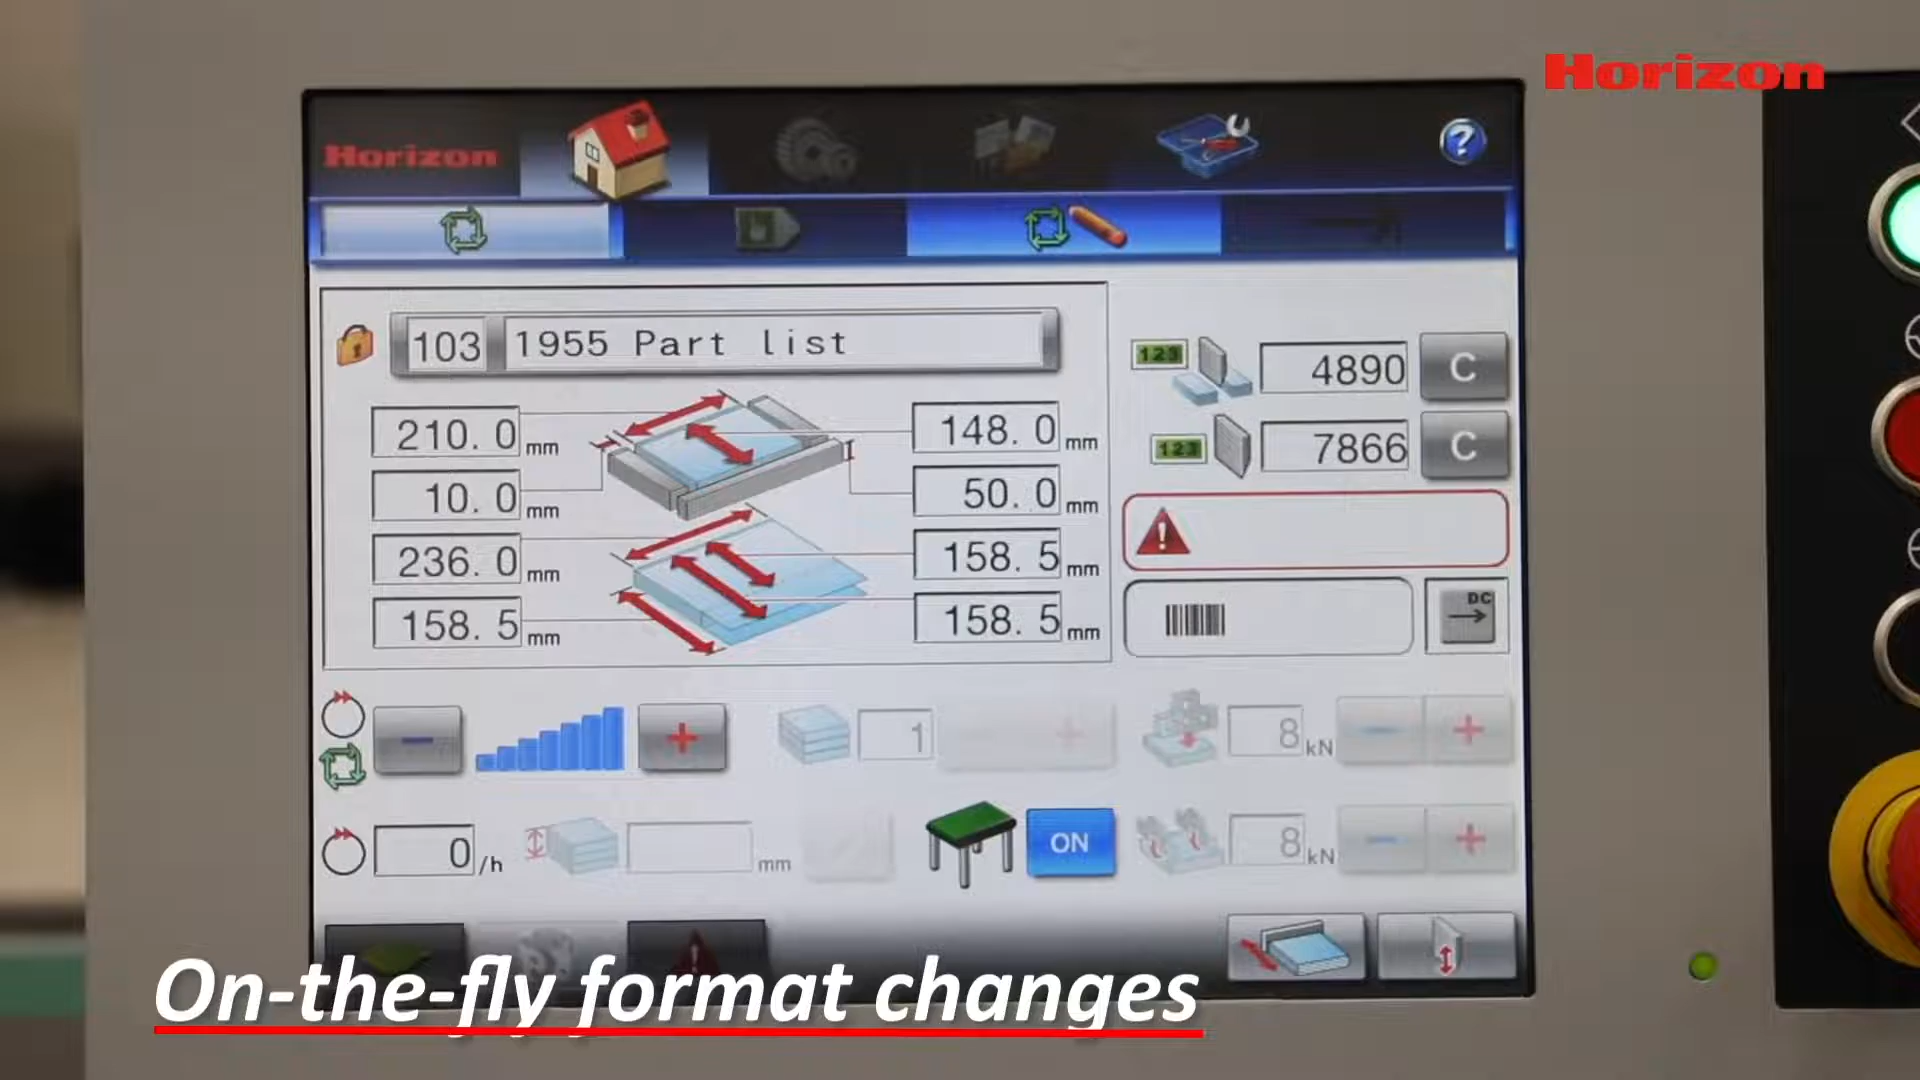 Horizon
Horizon
?
103 1955 Part list
210.0 mm
148.0 mm
10.0 mm
50.0 mm
236.0 mm
158.5 mm
158.5 mm
158.5 mm
123 4890 C
123 7866 C
!
DC
1
8 kN
0 /h
mm
ON
8 kN
On-the-fly format changes